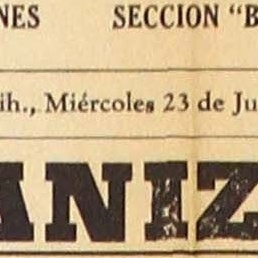 NES SECCION "B
ih., Miércoles 23 de Ju
ANIZ